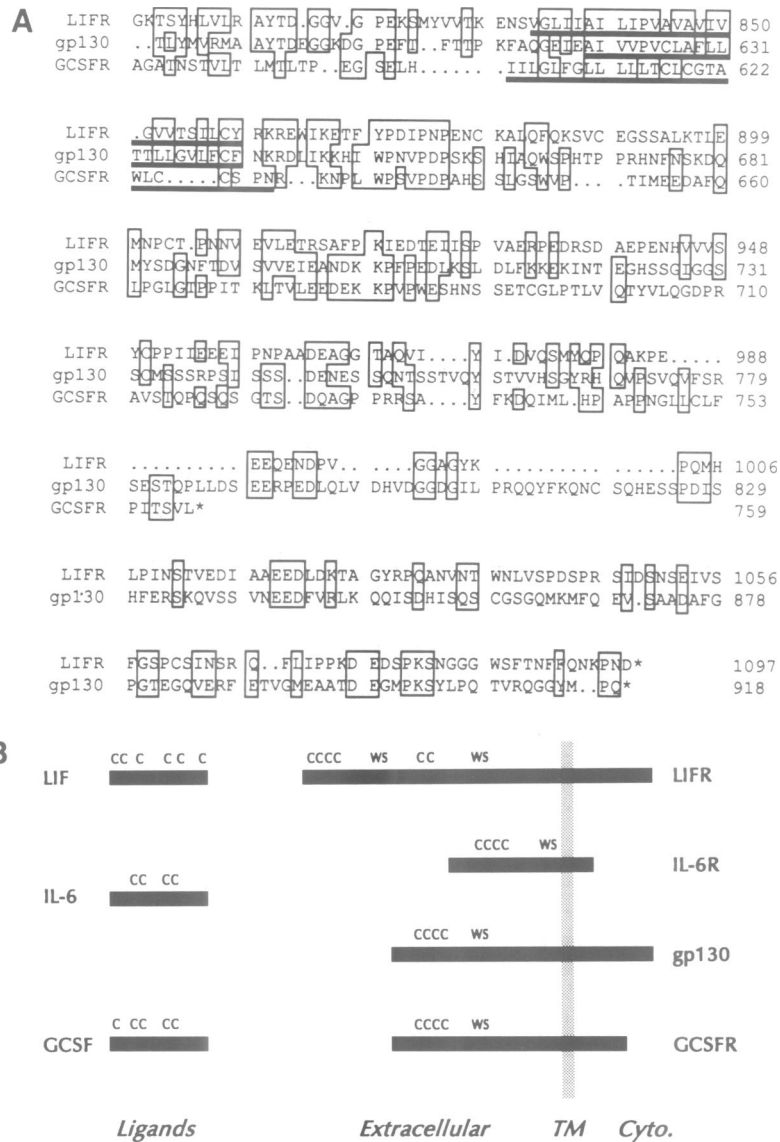 A
LIFR GKTSYHLVLR AYTDG.GGV.G PEKSMYVVTK ENSVGLIIAI LIPVAVAVIV 850
gp130 .TLYMVRMA AYTDEGGKDG PEFT.FTTPK FAQGEIEAI VVPVCLAFLL 631
GCSFR AGATNSTVLT LMTLTP..EG SELH....... .IILGLFGLL LLLTCLCGTA 622
LIFR .GVVTSILCY RKREWIKETF YPDIPNPENC KALQFQKSVC EGSSALKTLE 899
gp130 TTLLGVLFCF NKRDLIKKHI WPNVPDPSKS HIAQWSPHTP PRHNFNSKDQ 681
GCSFR WLC.....CS PNR...KNPL WPSVPDPAHS SLGSWVP... .TIMEEDAFQ 660
LIFR MNPCT.PNNV EVLETRSAFP KIEDTEIISP VAERPEDRSD AEPENHVVVS 948
gp130 MYSDGNFTDV SVVEIEANDK KPFPEDLKSL DLFKKEKINT EGHSSGIGGS 731
GCSFR LPGLGTPPIT KLTVLEEDEK KPVPWESHNS SETCGLPTLV QTYVLQGDPR 710
LIFR YCPPIIEEEI PNPAADEAGG TAQVI....Y I.DVQSMYQP QAKPE..... 988
gp130 SCMSSSRPSI SSS..DENES SQNTSSTVQY STVVHSGYRH QVPSVQVFSR 779
GCSFR AVSTQPQSQS GTS..DQAGP PRRSA....Y FKDQIML.HP APPNGLLCLF 753
LIFR .......... EEQENDPV.. ....GGAGYK .......... ......PQMH 1006
gp130 SESTQPLLDS EERPEDLQLV DHVDGGDGIL PRQQYFKQNC SQHESSPDIS 829
GCSFR PITSVL* 759
LIFR LPINSTVEDI AAEEDLDKTA GYRPQANVNT WNLVSPDSPR SIDSNSEIVS 1056
gp130 HFERSKQVSS VNEEDFVRLK QQISDHISQS CGSGQMKMFQ EV.SAADAFG 878
LIFR FGSPCSINSR Q..FLIPPKD EDSPKSNGGG WSFTNFFQNKPND* 1097
gp130 PGTEGQVERF ETVGMEAATD EGMPKSYLPQ TVRQGGYM..PQ* 918
B
CC C CC C CCCC WS CC WS
LIF LIFR
CCCC WS
CC CC IL-6R
IL-6
CCCC WS
gp130
C CC CC CCCC WS
GCSF GCSFR
Ligands Extracellular TM Cyto.